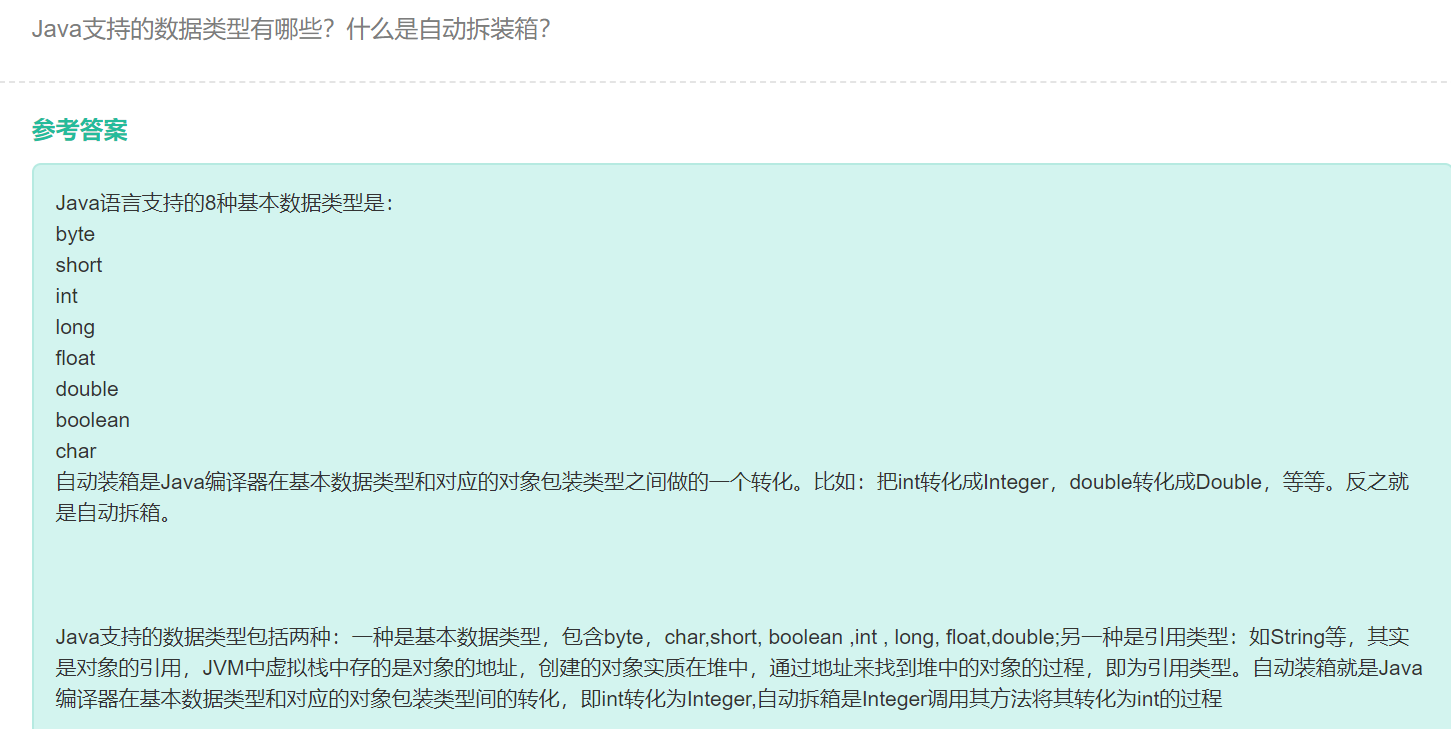 Java支持的数据类型有哪些？什么是自动拆装箱？
参考答案
Java语言支持的8种基本数据类型是：
byte
short
int
long
float
double
boolean
char
自动装箱是Java编译器在基本数据类型和对应的对象包装类型之间做的一个转化。比如：把int转化成Integer，double转化成Double，等等。反之就
是自动拆箱。
Java支持的数据类型包括两种：一种是基本数据类型，包含byte，char,short, boolean ,int , long, float,double;另一种是引用类型：如String等，其实
是对象的引用，JVM中虚拟栈中存的是对象的地址，创建的对象实质在堆中，通过地址来找到堆中的对象的过程，即为引用类型。自动装箱就是Java
编译器在基本数据类型和对应的对象包装类型间的转化，即int转化为Integer,自动拆箱是Integer调用其方法将其转化为int的过程